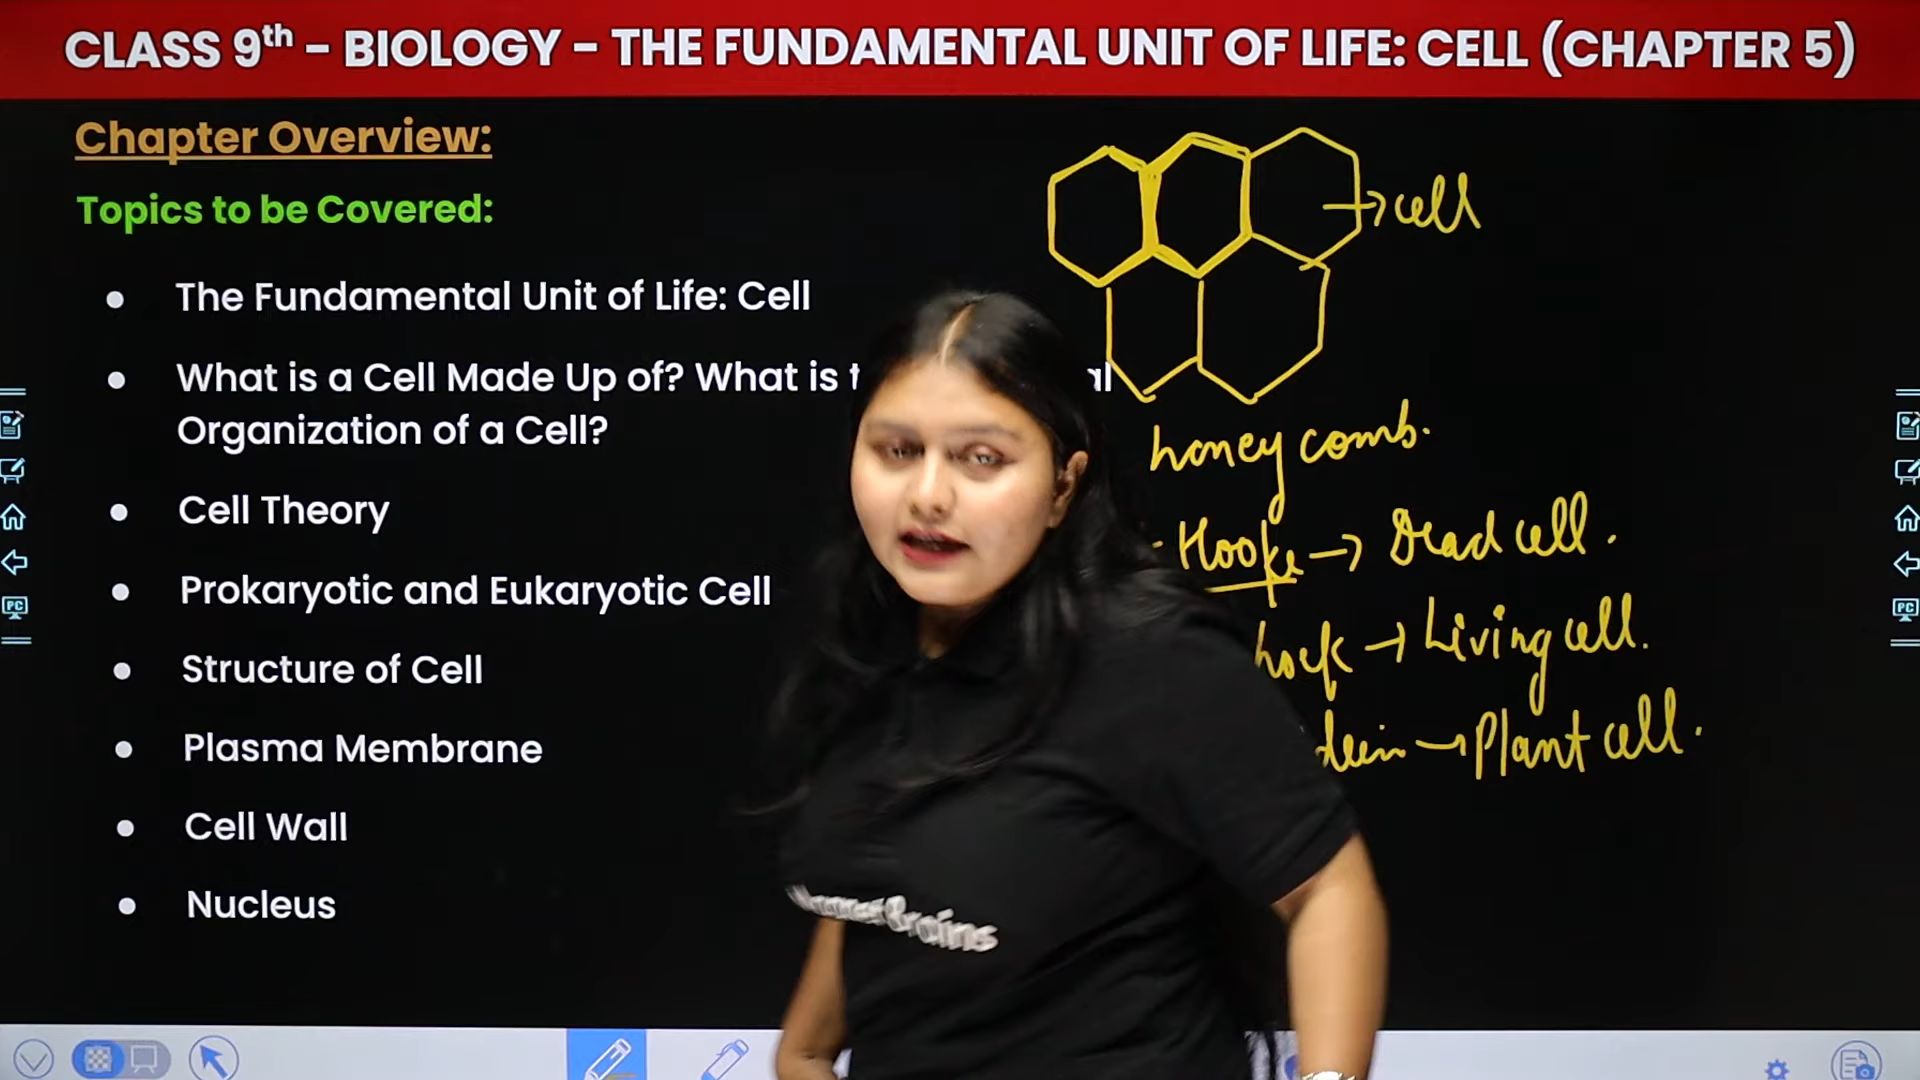 CLASS 9th – BIOLOGY – THE FUNDAMENTAL UNIT OF LIFE: CELL (CHAPTER 5)
Chapter Overview:
Topics to be Covered:
• The Fundamental Unit of Life: Cell
• What is a Cell Made Up of? What is
Organization of a Cell?
• Cell Theory
• Prokaryotic and Eukaryotic Cell
• Structure of Cell
• Plasma Membrane
• Cell Wall
• Nucleus
→ cell
honey comb.
Hooke → Dead cell.
→ Living cell.
→ Plant cell.
Brains
PC
PC